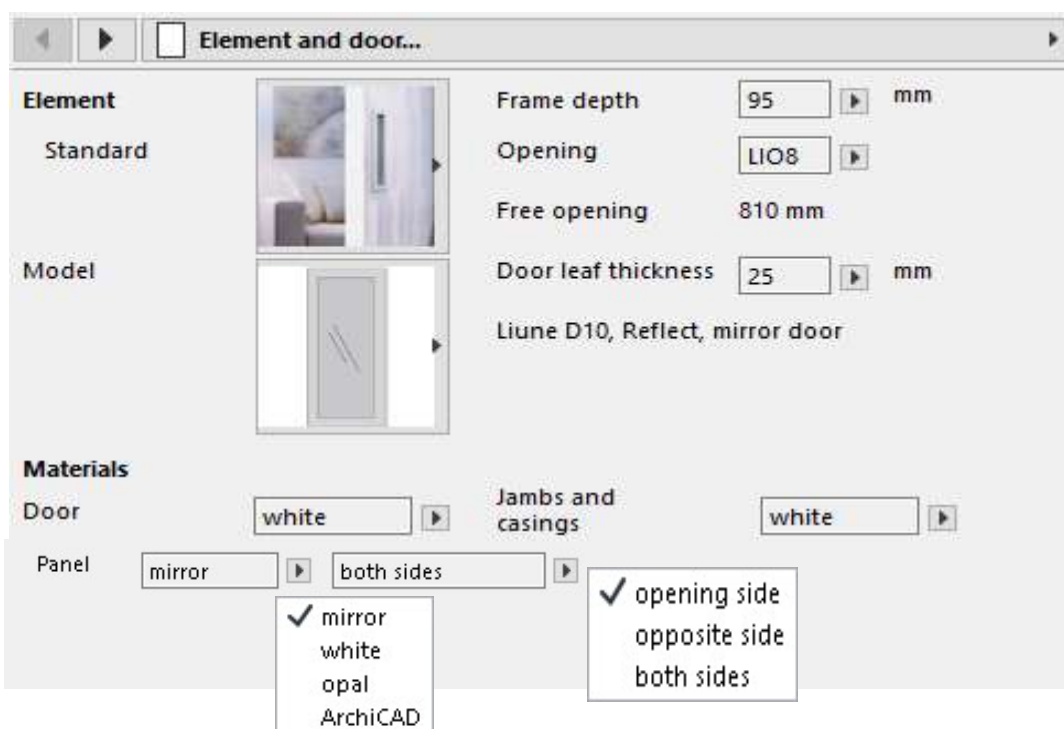 Element and door...
Element
Standard
Frame depth 95 mm
Opening LIO8
Free opening 810 mm
Model
Door leaf thickness 25 mm
Liune D10, Reflect, mirror door
Materials
Door white
Jambs and
casings white
Panel mirror both sides
mirror
white
opal
ArchiCAD
opening side
opposite side
both sides